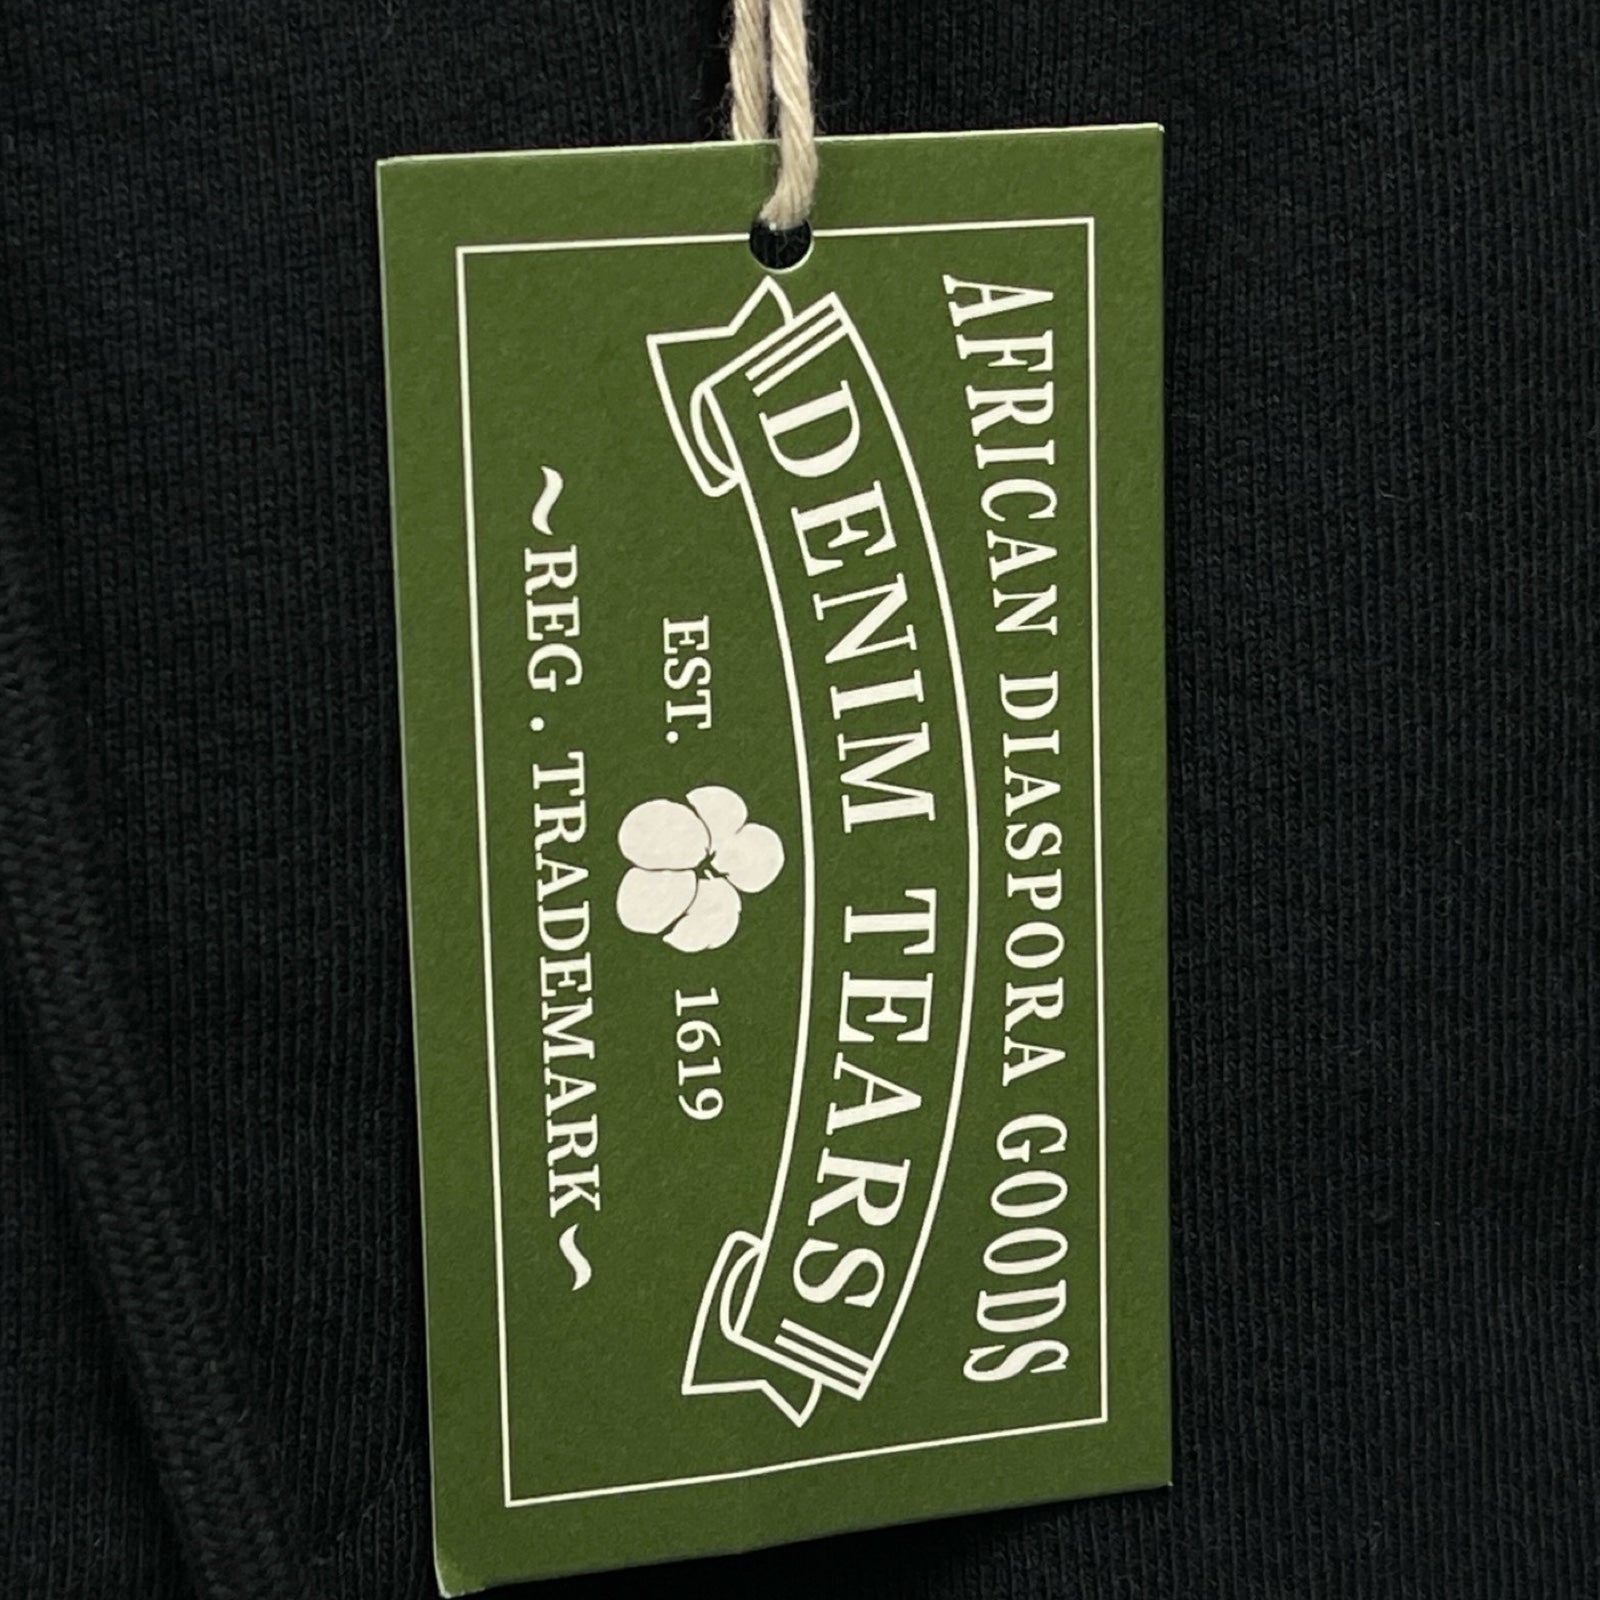 AFRICAN DIASPORA GOODS
DENIM TEARS
EST. 1619
~REG. TRADEMARK~